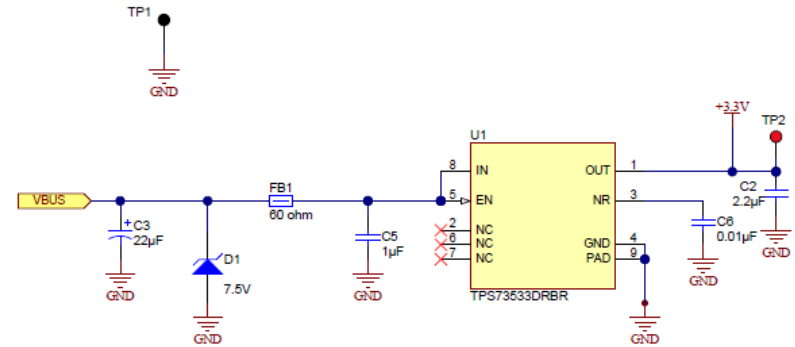 TP1
GND
+3.3V
TP2
U1
8 IN OUT 1
VBUS
FB1
60 ohm
5 EN NR 3
C2
2.2µF
C3
22µF
C5
1µF
2 NC
6 NC
7 NC
GND 4
PAD 9
C6
0.01µF
D1
7.5V
TPS73533DRBR
GND
GND
GND
GND
GND
GND